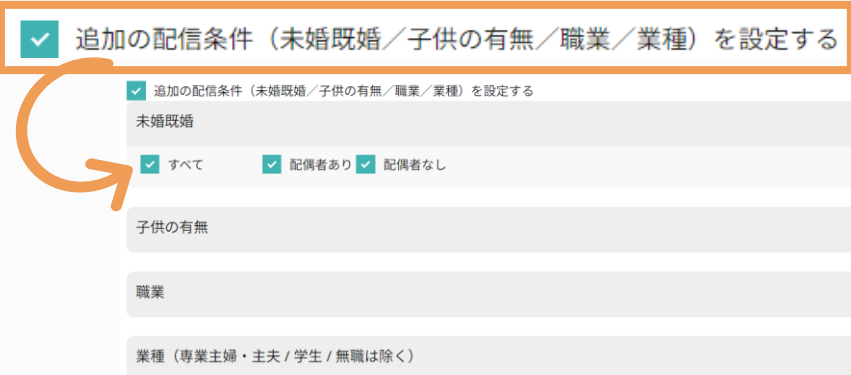 追加の配信条件（未婚既婚／子供の有無／職業／業種）を設定する
追加の配信条件（未婚既婚／子供の有無／職業／業種）を設定する
未婚既婚
すべて 配偶者あり 配偶者なし
子供の有無
職業
業種（専業主婦・主夫 / 学生 / 無職は除く）